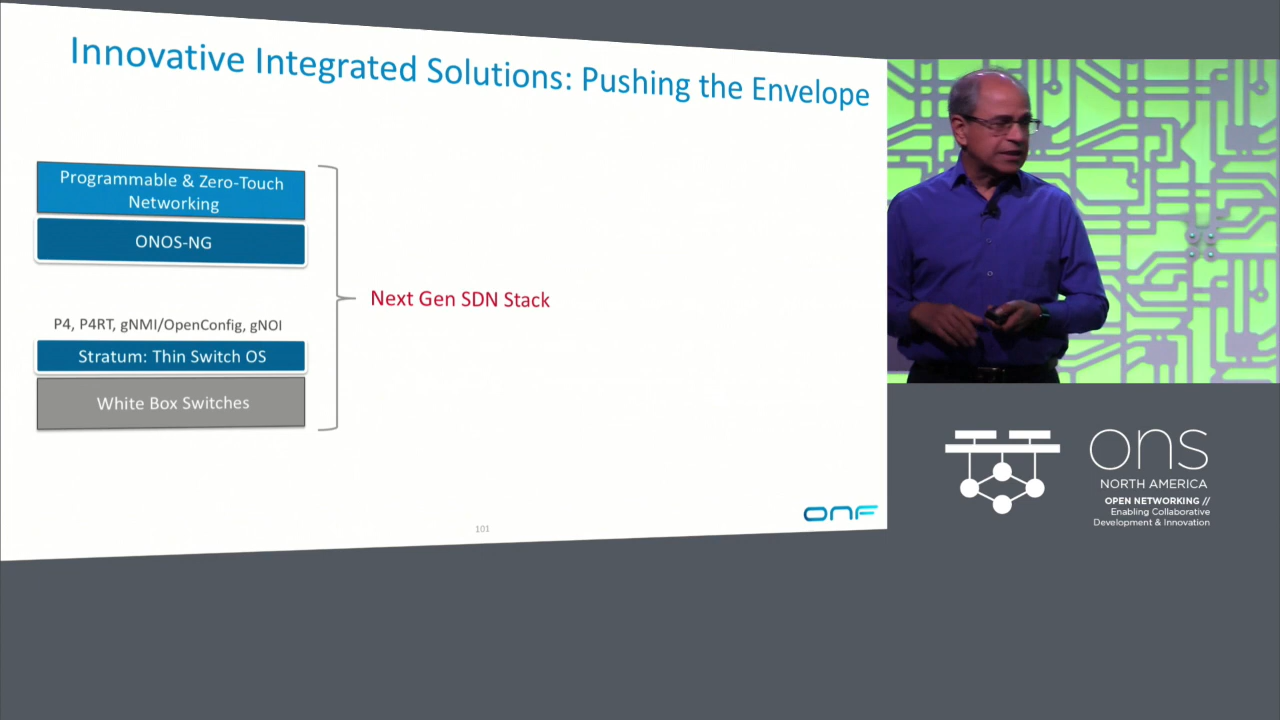 Innovative Integrated Solutions: Pushing the Envelope
Programmable & Zero-Touch
Networking
ONOS-NG
Next Gen SDN Stack
P4, P4RT, gNMI/OpenConfig, gNOI
Stratum: Thin Switch OS
White Box Switches
101
ONF
ons
NORTH AMERICA
OPEN NETWORKING //
Enabling Collaborative
Development & Innovation